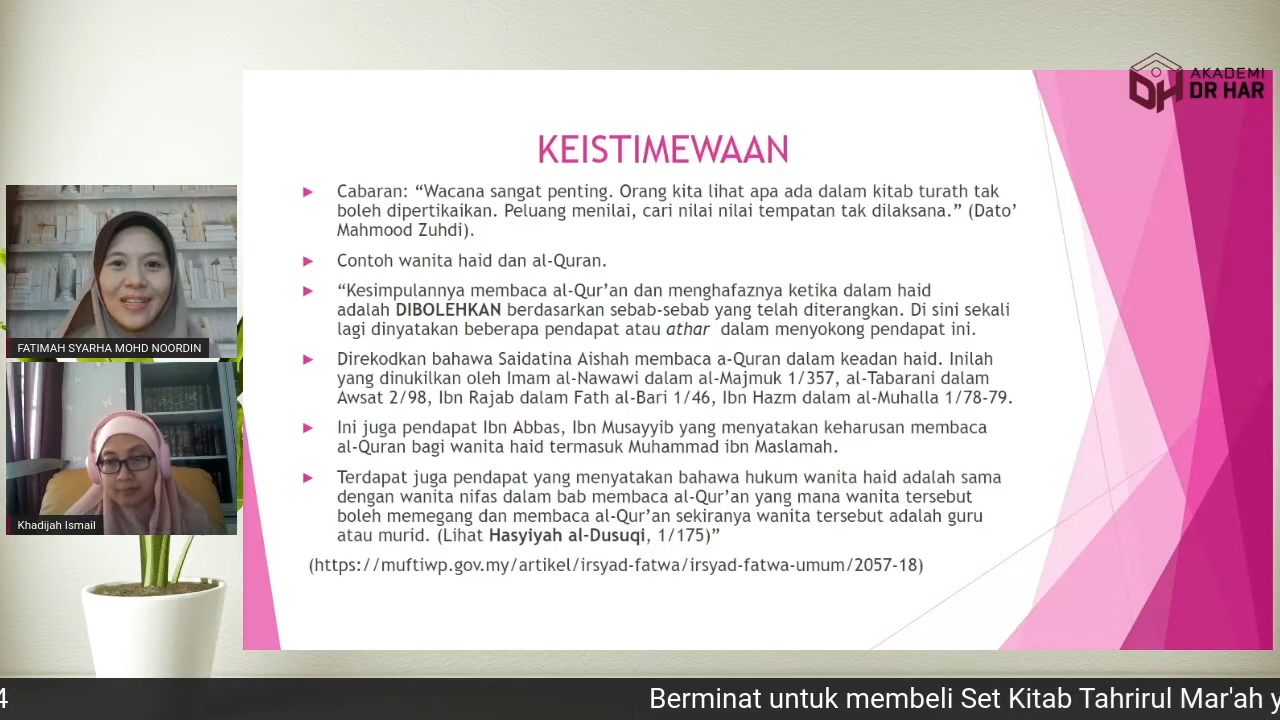 AKADEMI
DR HAR
KEISTIMEWAAN
Cabaran: “Wacana sangat penting. Orang kita lihat apa ada dalam kitab turath tak
boleh dipertikaikan. Peluang menilai, cari nilai nilai tempatan tak dilaksana.” (Dato’
Mahmood Zuhdi).
Contoh wanita haid dan al-Quran.
“Kesimpulannya membaca al-Qur’an dan menghafaznya ketika dalam haid
adalah DIBOLEHKAN berdasarkan sebab-sebab yang telah diterangkan. Di sini sekali
lagi dinyatakan beberapa pendapat atau athar dalam menyokong pendapat ini.
Direkodkan bahawa Saidatina Aishah membaca a-Quran dalam keadan haid. Inilah
yang dinukilkan oleh Imam al-Nawawi dalam al-Majmuk 1/357, al-Tabarani dalam
Awsat 2/98, Ibn Rajab dalam Fath al-Bari 1/46, Ibn Hazm dalam al-Muhalla 1/78-79.
Ini juga pendapat Ibn Abbas, Ibn Musayyib yang menyatakan keharusan membaca
al-Quran bagi wanita haid termasuk Muhammad ibn Maslamah.
Terdapat juga pendapat yang menyatakan bahawa hukum wanita haid adalah sama
dengan wanita nifas dalam bab membaca al-Qur’an yang mana wanita tersebut
boleh memegang dan membaca al-Qur’an sekiranya wanita tersebut adalah guru
atau murid. (Lihat Hasyiyah al-Dusuqi, 1/175)”
(https://muftiwp.gov.my/artikel/irsyad-fatwa/irsyad-fatwa-umum/2057-18)
FATIMAH SYARHA MOHD NOORDIN
Khadijah Ismail
4
Berminat untuk membeli Set Kitab Tahrirul Mar'ah y